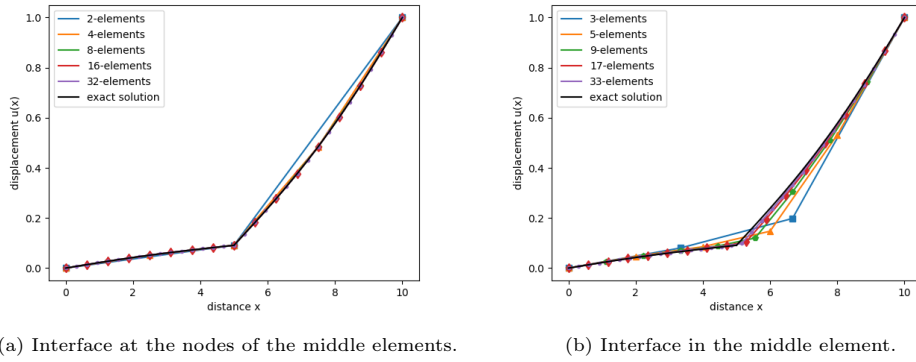 1.0
0.8
0.6
0.4
0.2
0.0
displacement u(x)
2-elements
4-elements
8-elements
16-elements
32-elements
exact solution
0 2 4 6 8 10
distance x
1.0
0.8
0.6
0.4
0.2
0.0
displacement u(x)
3-elements
5-elements
9-elements
17-elements
33-elements
exact solution
0 2 4 6 8 10
distance x
a) Interface at the nodes of the middle elements.
(b) Interface in the middle element.